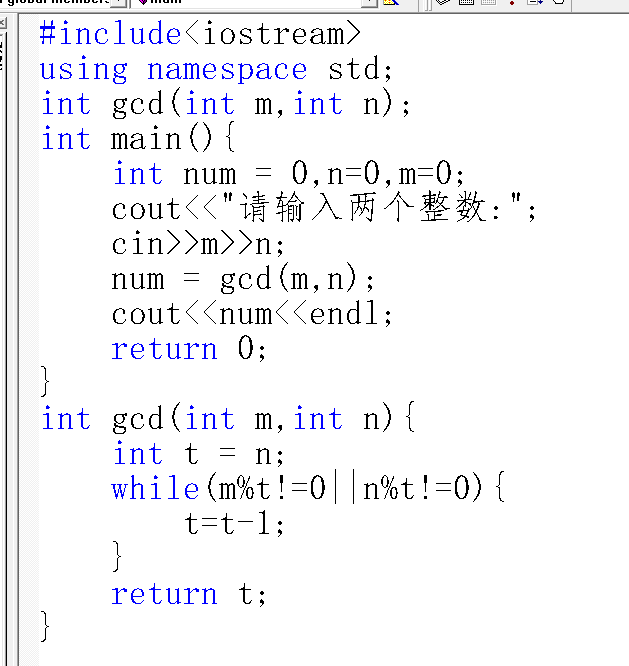 #include<iostream>
using namespace std;
int gcd(int m,int n);
int main(){
    int num = 0,n=0,m=0;
    cout<<"请输入两个整数:";
    cin>>m>>n;
    num = gcd(m,n);
    cout<<num<<endl;
    return 0;
}
int gcd(int m,int n){
    int t = n;
    while(m%t!=0||n%t!=0){
        t=t-1;
    }
    return t;
}